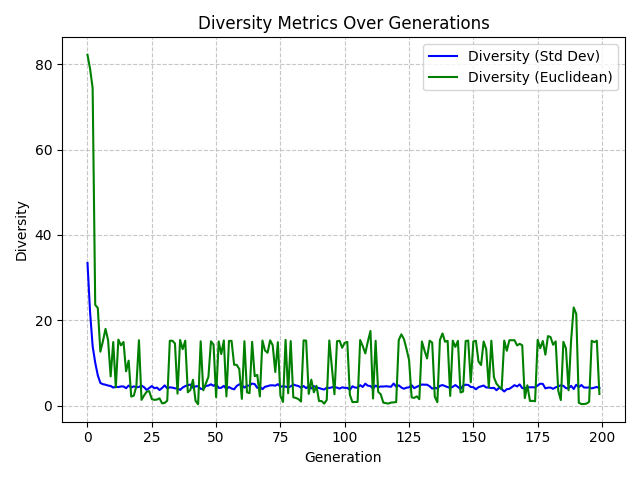 Diversity Metrics Over Generations
Diversity (Std Dev)
Diversity (Euclidean)
Diversity
80
60
40
20
0
0 25 50 75 100 125 150 175 200
Generation